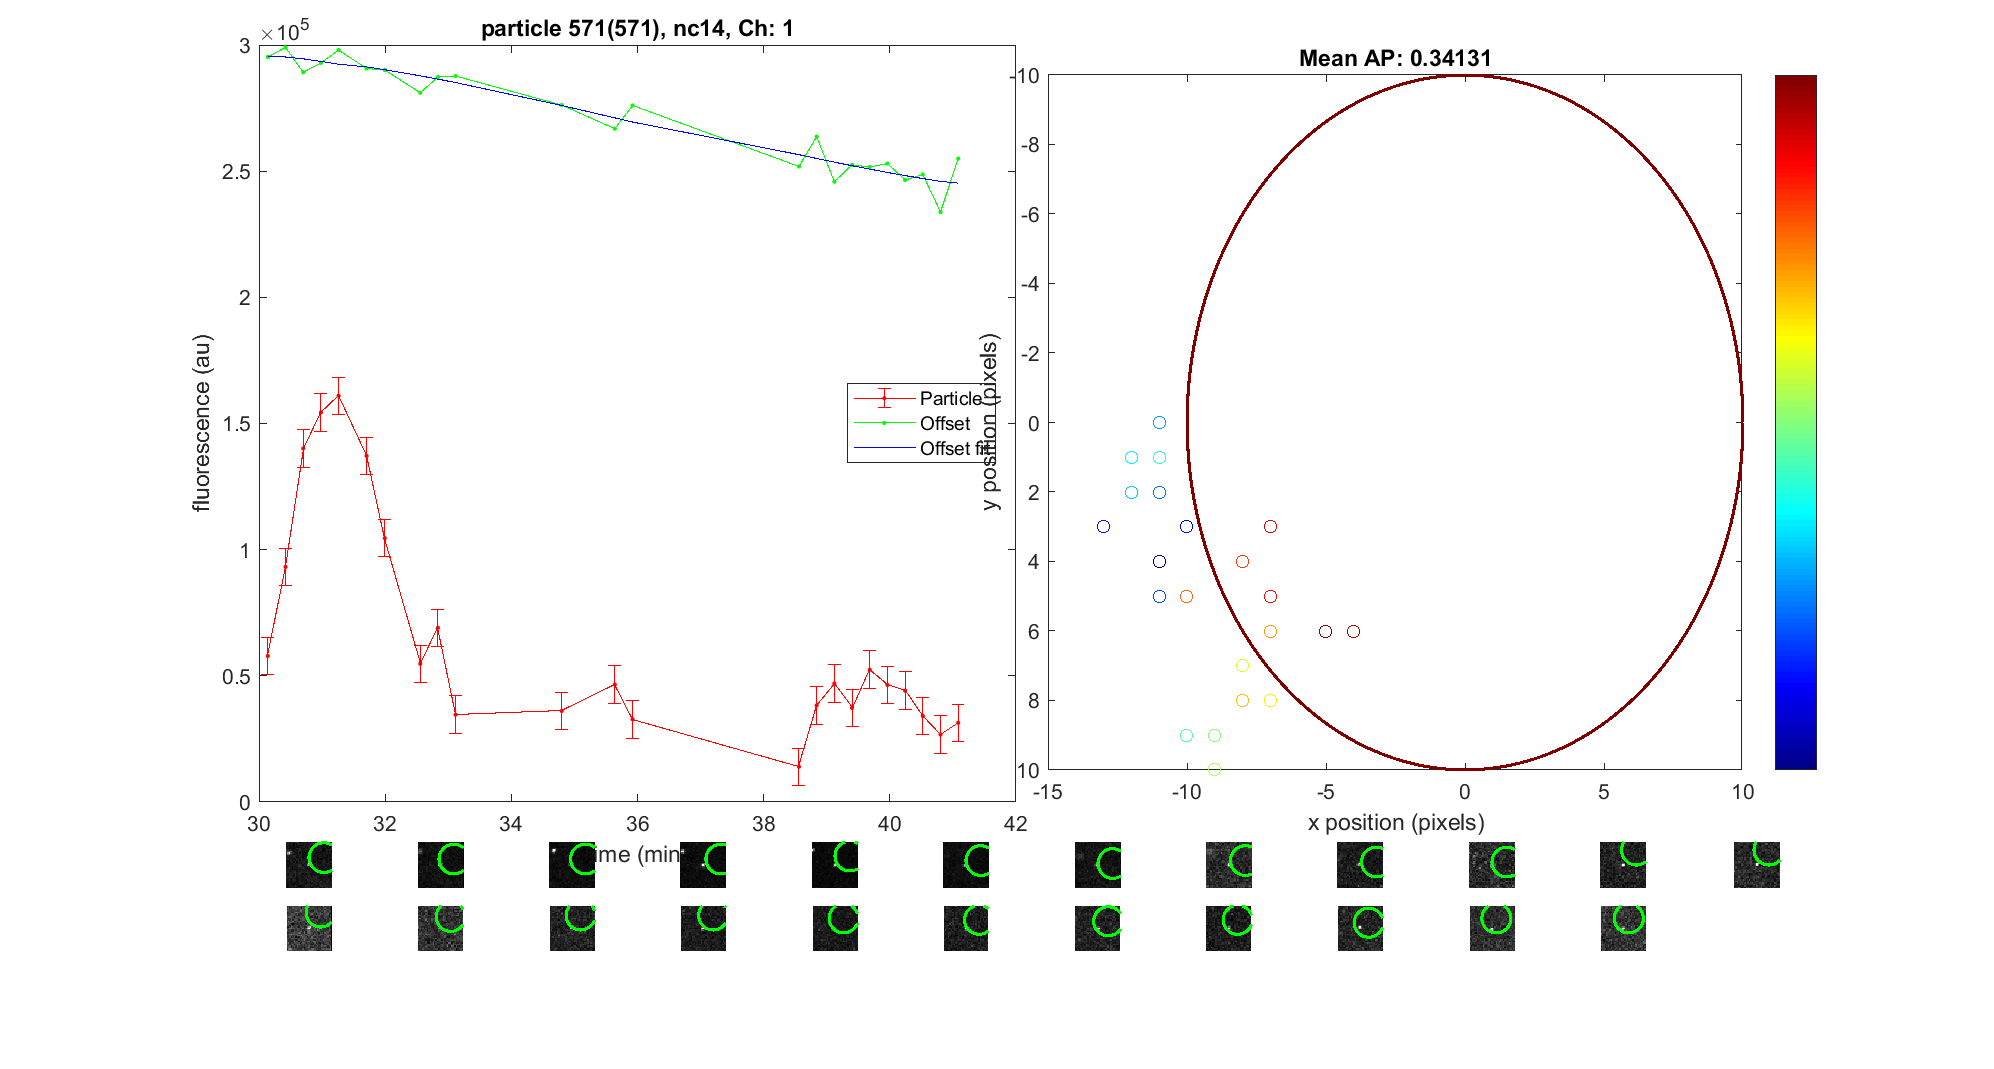 particle 571(571), nc14, Ch: 1
×10^5
3
2.5
2
1.5
1
0.5
0
30 32 34 36 38 40 42
fluorescence (au)
ime (min
Particle
Offset
Offset fit
Mean AP: 0.34131
-10
-8
-6
-4
-2
0
2
4
6
8
10
-15 -10 -5 0 5 10
x position (pixels)
y position (pixels)